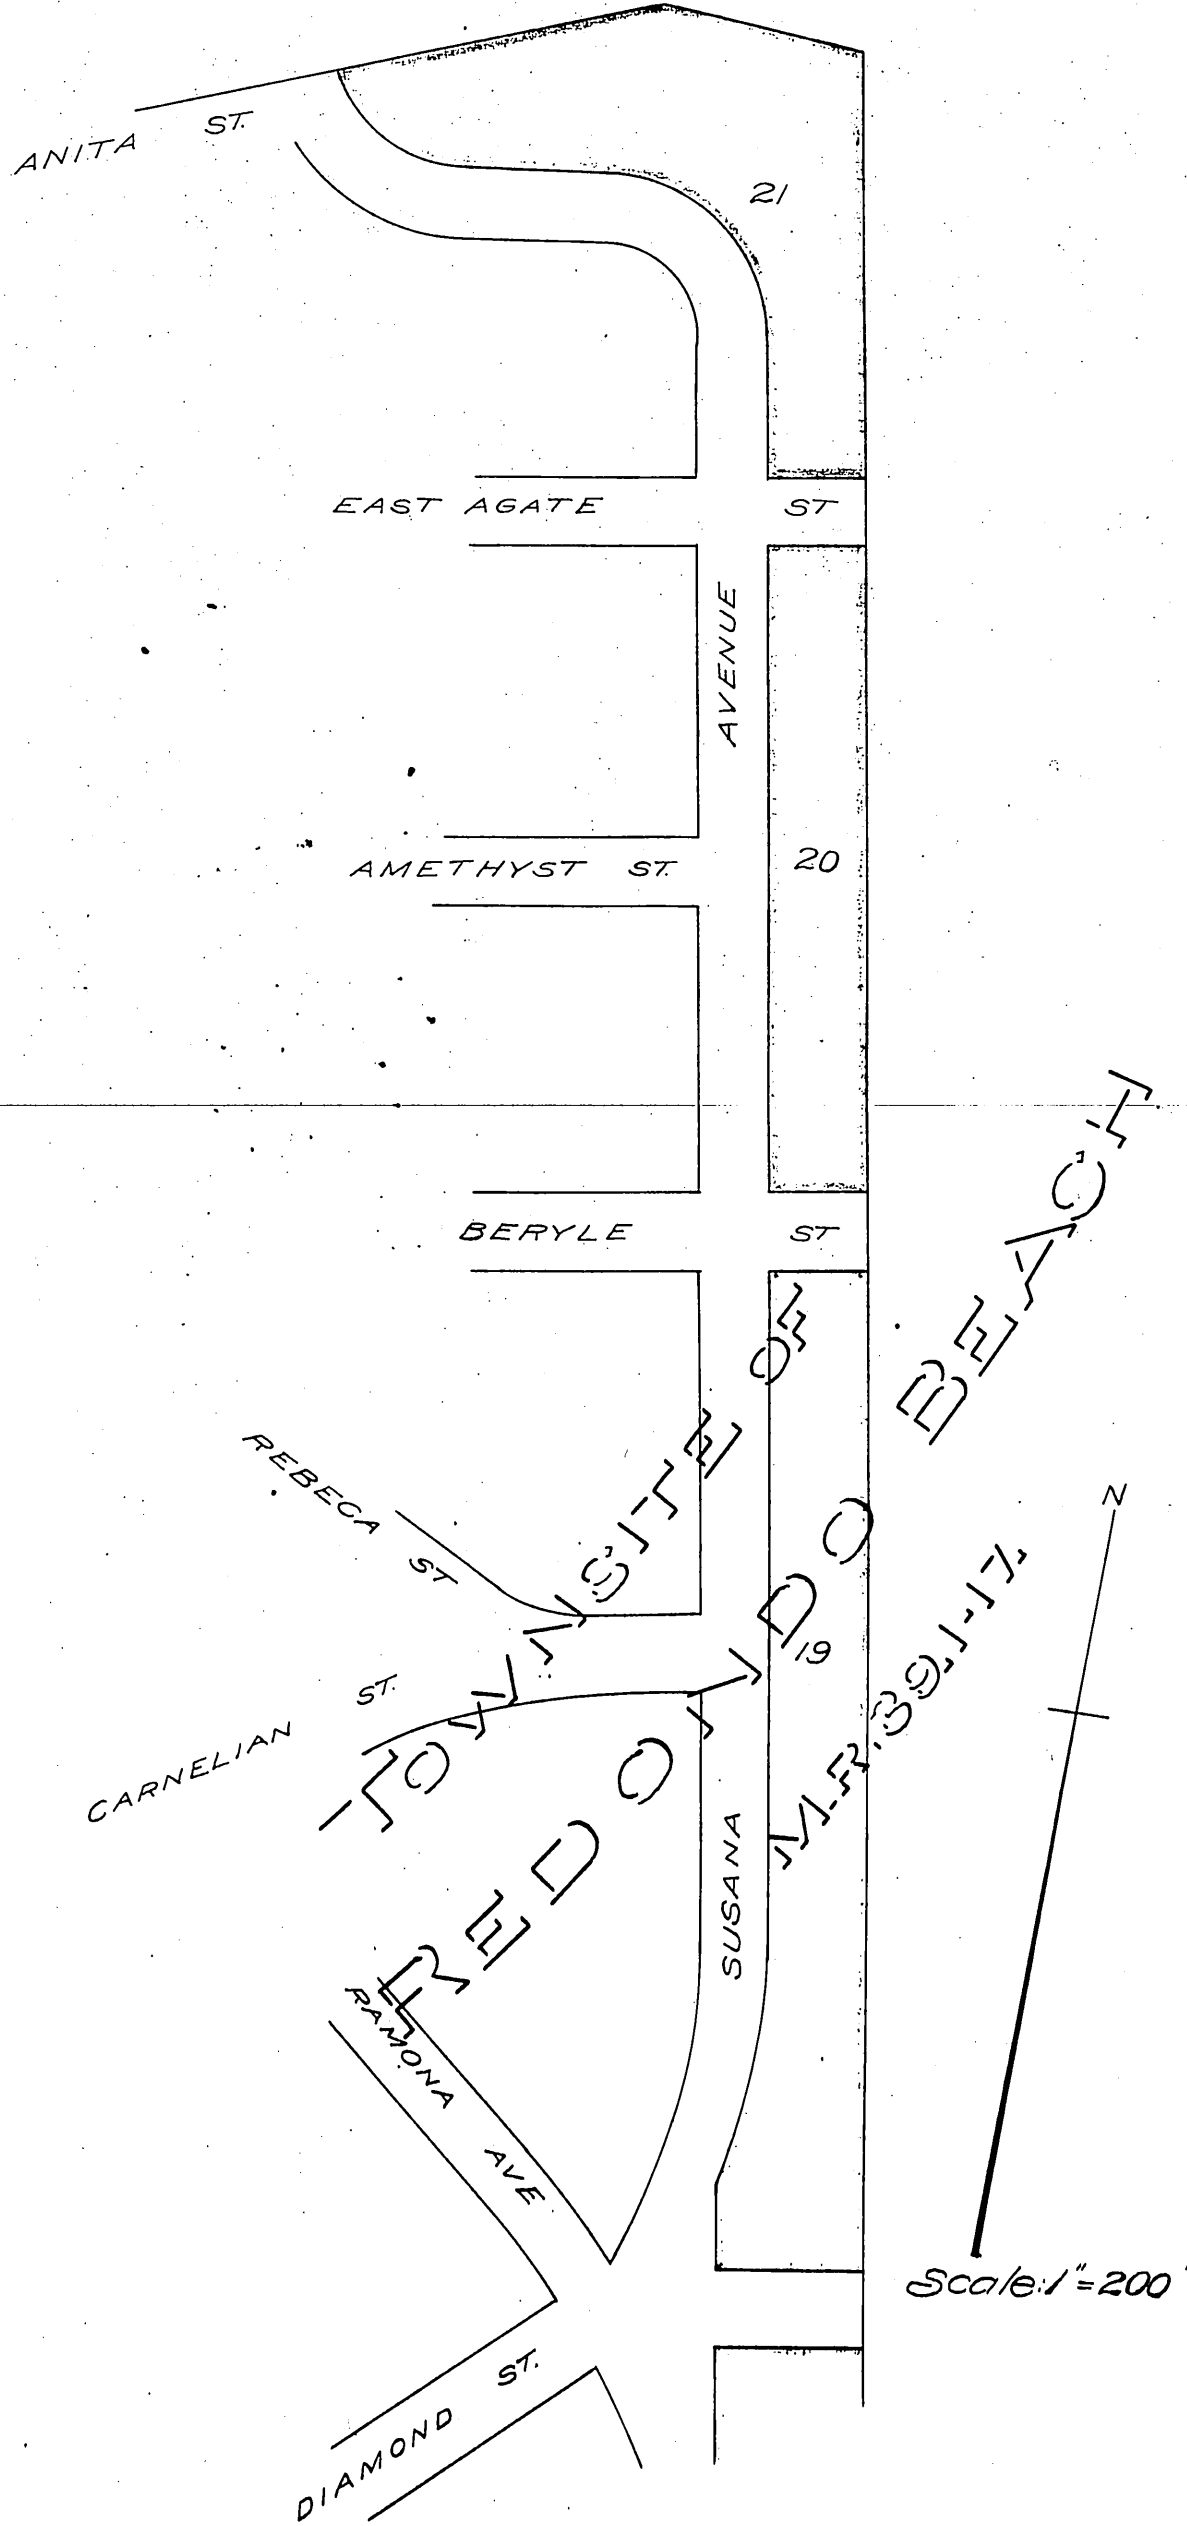 ANITA ST.
21
EAST AGATE ST
AVENUE
AMETHYST ST.
20
BERYLE ST
REBECA ST
TOWNSITE OF
REDONDO BEACH
M.R. 39,1-17
N
19
CARNELIAN ST.
SUSANA
RAMONA AVE
Scale: 1"=200'
DIAMOND ST.